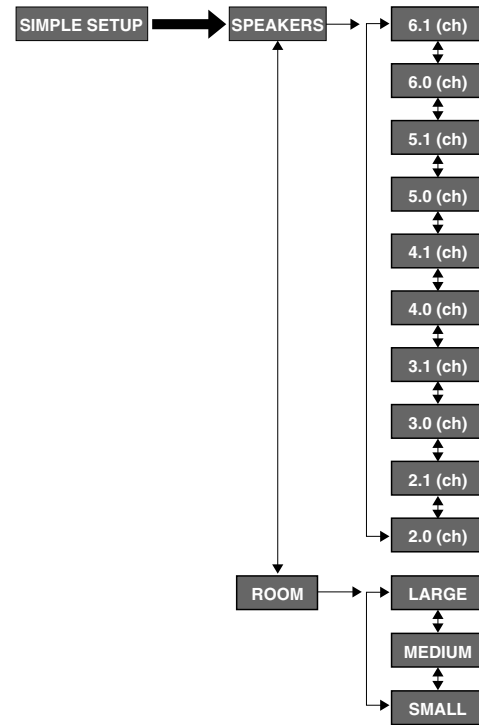 SIMPLE SETUP
SPEAKERS
6.1 (ch)
6.0 (ch)
5.1 (ch)
5.0 (ch)
4.1 (ch)
4.0 (ch)
3.1 (ch)
3.0 (ch)
2.1 (ch)
2.0 (ch)
ROOM
LARGE
MEDIUM
SMALL